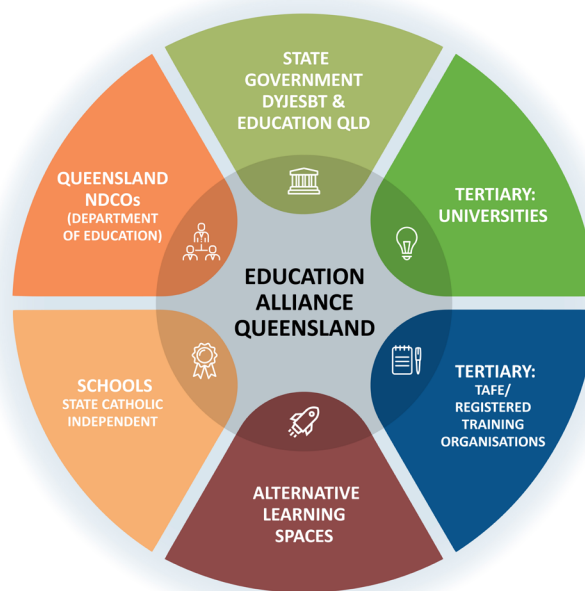 STATE
GOVERNMENT
DYJESBT &
EDUCATION QLD
QUEENSLAND
NDCOs
(DEPARTMENT
OF EDUCATION)
TERTIARY:
UNIVERSITIES
EDUCATION
ALLIANCE
QUEENSLAND
SCHOOLS
STATE CATHOLIC
INDEPENDENT
TERTIARY:
TAFE/
REGISTERED
TRAINING
ORGANISATIONS
ALTERNATIVE
LEARNING
SPACES